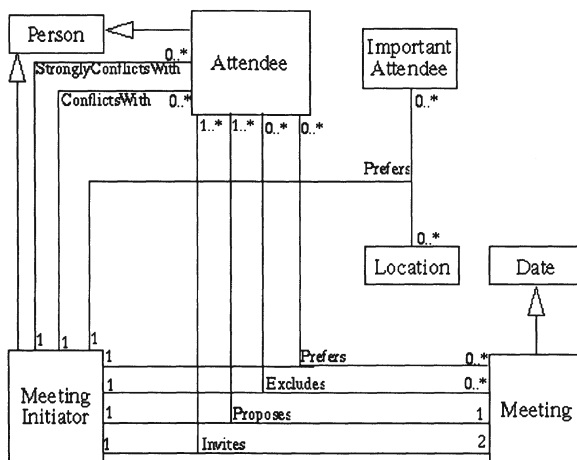 Person
Attendee
Important
Attendee
0..*
StronglyConflictsWith
ConflictsWith
0..*
1..*
1..*
0..*
0..*
0..*
Prefers
0..*
Location
Date
1
1
1
Meeting
Initiator
1
Prefers
0..*
1
Excludes
0..*
1
Proposes
1
1
Invites
2
Meeting